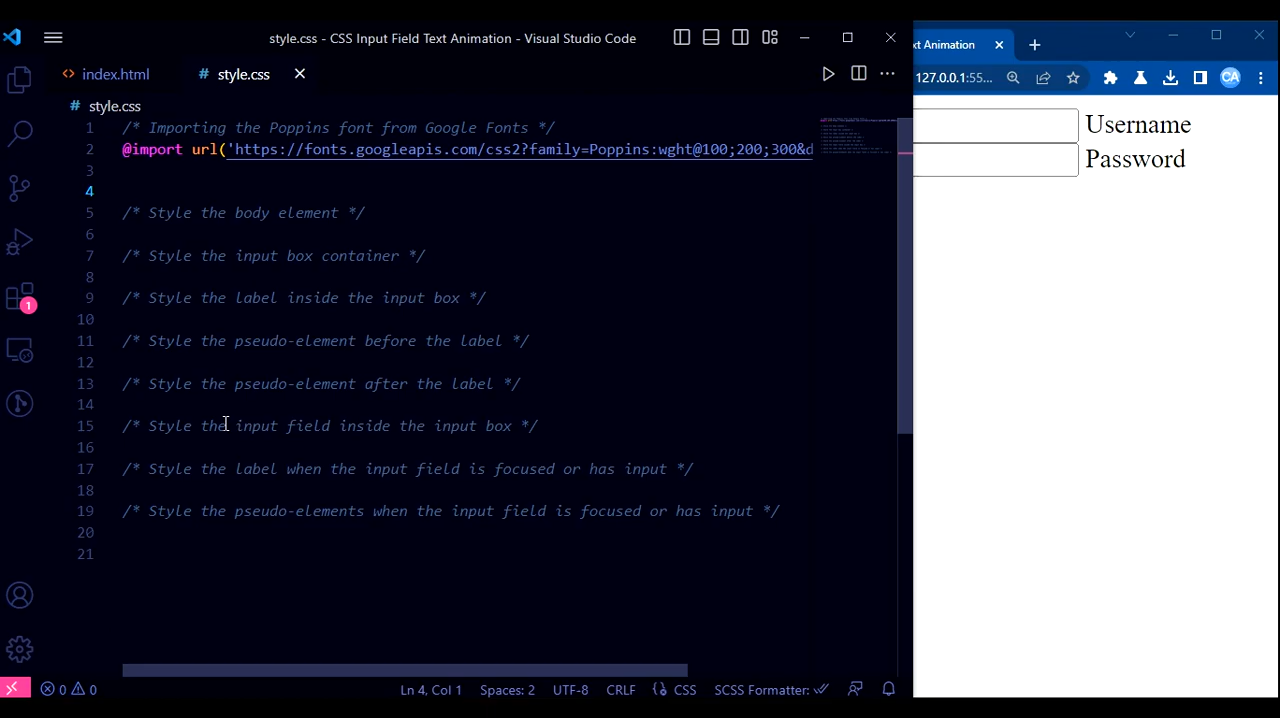 style.css - CSS Input Field Text Animation - Visual Studio Code
index.html
# style.css
# style.css
1 /* Importing the Poppins font from Google Fonts */
2 @import url('https://fonts.googleapis.com/css2?family=Poppins:wght@100;200;300&d
3
4
5 /* Style the body element */
6
7 /* Style the input box container */
8
9 /* Style the label inside the input box */
10
11 /* Style the pseudo-element before the label */
12
13 /* Style the pseudo-element after the label */
14
15 /* Style the input field inside the input box */
16
17 /* Style the label when the input field is focused or has input */
18
19 /* Style the pseudo-elements when the input field is focused or has input */
20
21
1
0 0
Ln 4, Col 1 Spaces: 2 UTF-8 CRLF CSS SCSS Formatter:
xt Animation
127.0.0.1:55...
CA
Username
Password